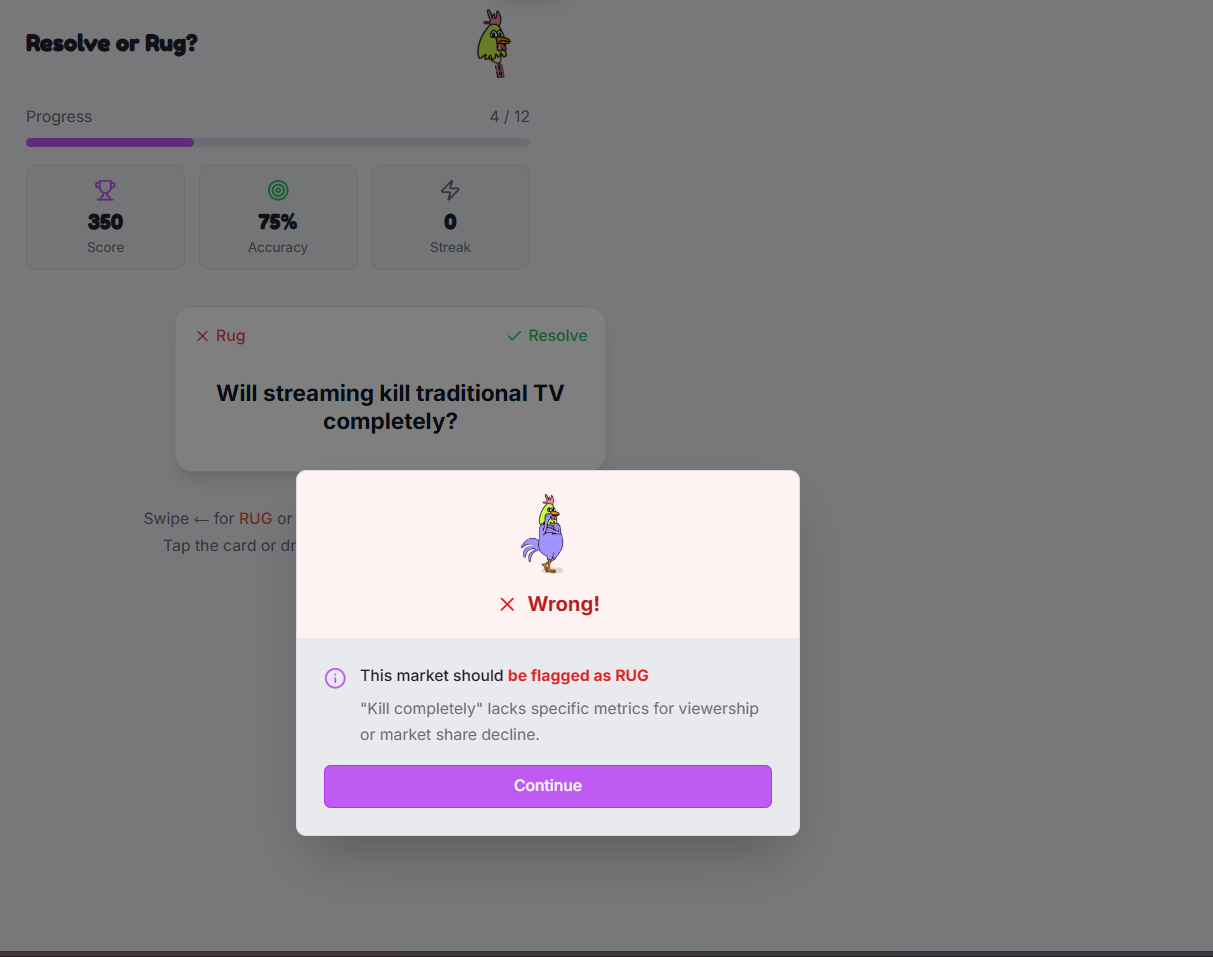 Resolve or Rug?
Progress
4 / 12
350
Score
75%
Accuracy
0
Streak
Rug
Resolve
Will streaming kill traditional TV
completely?
Swipe ← for RUG or
Tap the card or dr
Wrong!
This market should be flagged as RUG
"Kill completely" lacks specific metrics for viewership
or market share decline.
Continue